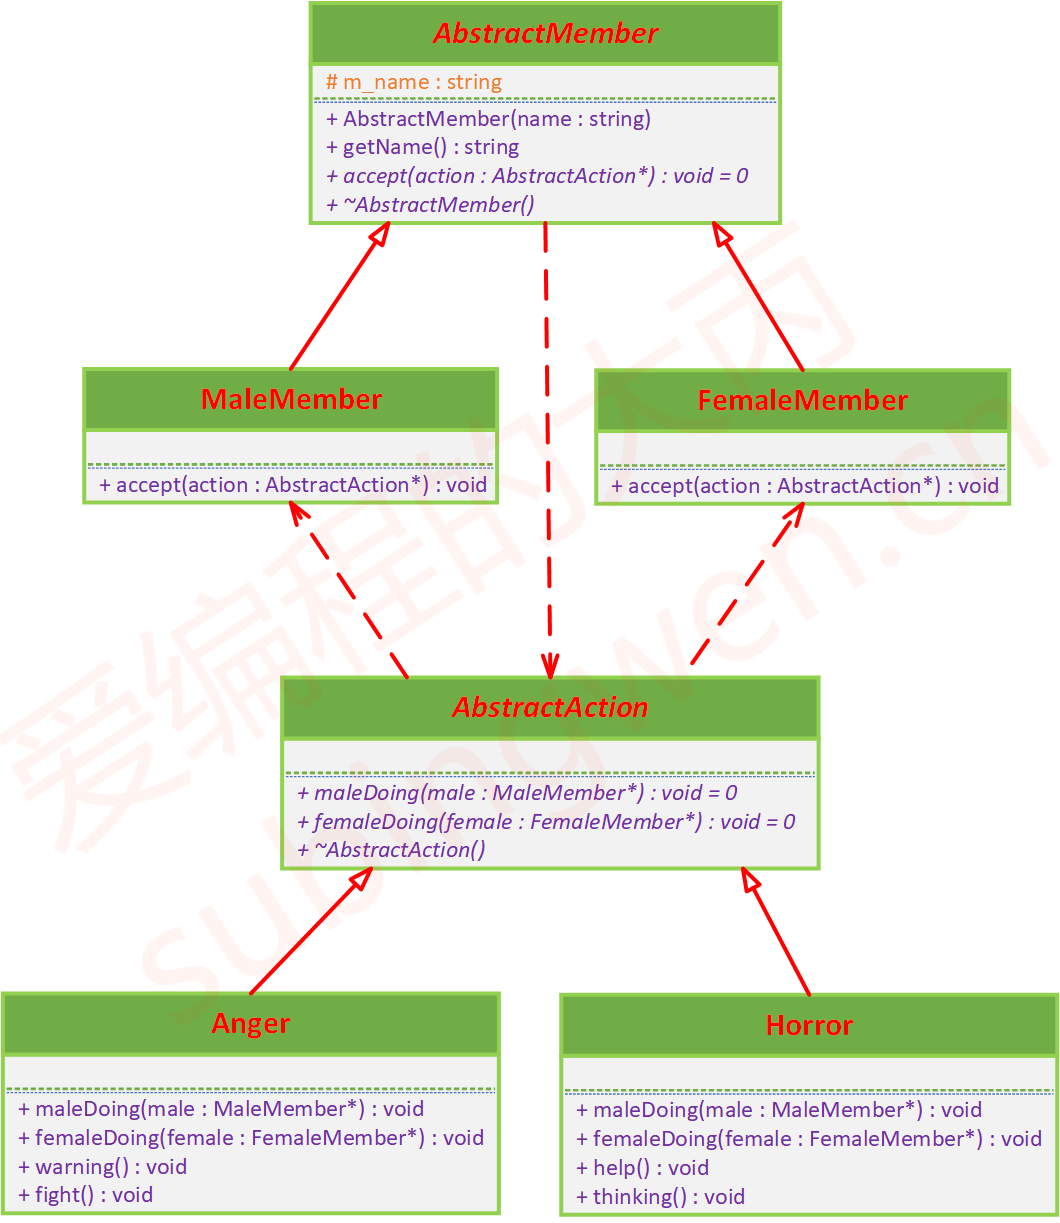 AbstractMember
# m_name : string
+ AbstractMember(name : string)
+ getName() : string
+ accept(action : AbstractAction*) : void = 0
+ ~AbstractMember()
MaleMember
+ accept(action : AbstractAction*) : void
FemaleMember
+ accept(action : AbstractAction*) : void
AbstractAction
+ maleDoing(male : MaleMember*) : void = 0
+ femaleDoing(female : FemaleMember*) : void = 0
+ ~AbstractAction()
Anger
+ maleDoing(male : MaleMember*) : void
+ femaleDoing(female : FemaleMember*) : void
+ warning() : void
+ fight() : void
Horror
+ maleDoing(male : MaleMember*) : void
+ femaleDoing(female : FemaleMember*) : void
+ help() : void
+ thinking() : void
爱编程的大丙
subingwen.cn